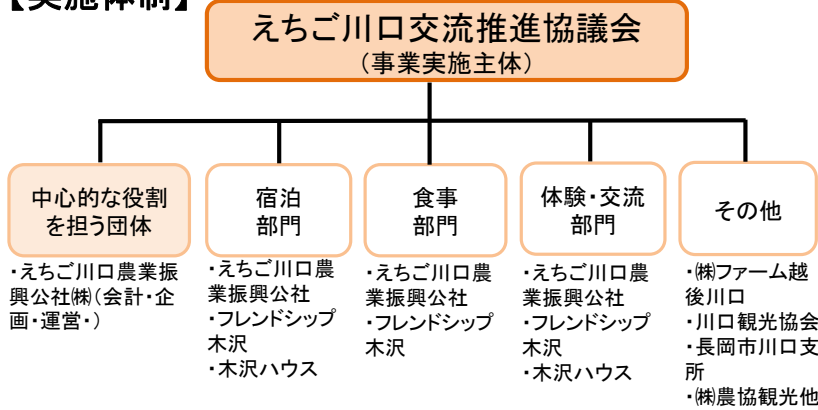 【実施体制】
えちご川口交流推進協議会
（事業実施主体）
中心的な役割
を担う団体
・えちご川口農業振
興公社㈱（会計・企
画・運営・）
宿泊
部門
・えちご川口農
業振興公社
・フレンドシップ
木沢
・木沢ハウス
食事
部門
・えちご川口農
業振興公社
・フレンドシップ
木沢
体験・交流
部門
・えちご川口農
業振興公社
・フレンドシップ
木沢
・木沢ハウス
その他
・㈱ファーム越
後川口
・川口観光協会
・長岡市川口支
所
・㈱農協観光他